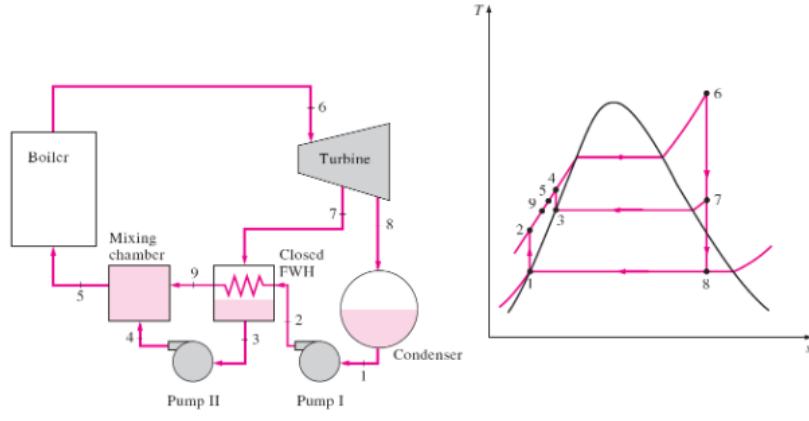 T
6
Boiler
Turbine
7
8
Mixing
chamber
Closed
FWH
9
5
2
4
3
Condenser
1
Pump II
Pump I
6
4
5
9
7
3
2
1
8
s